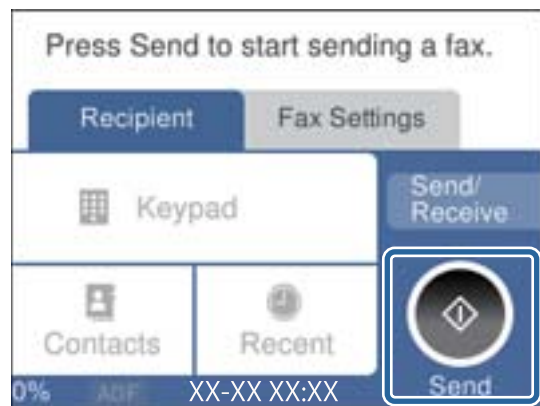 Press Send to start sending a fax.
Recipient
Fax Settings
Keypad
Send/
Receive
Contacts
Recent
Send
0%
ADF
XX-XX XX:XX